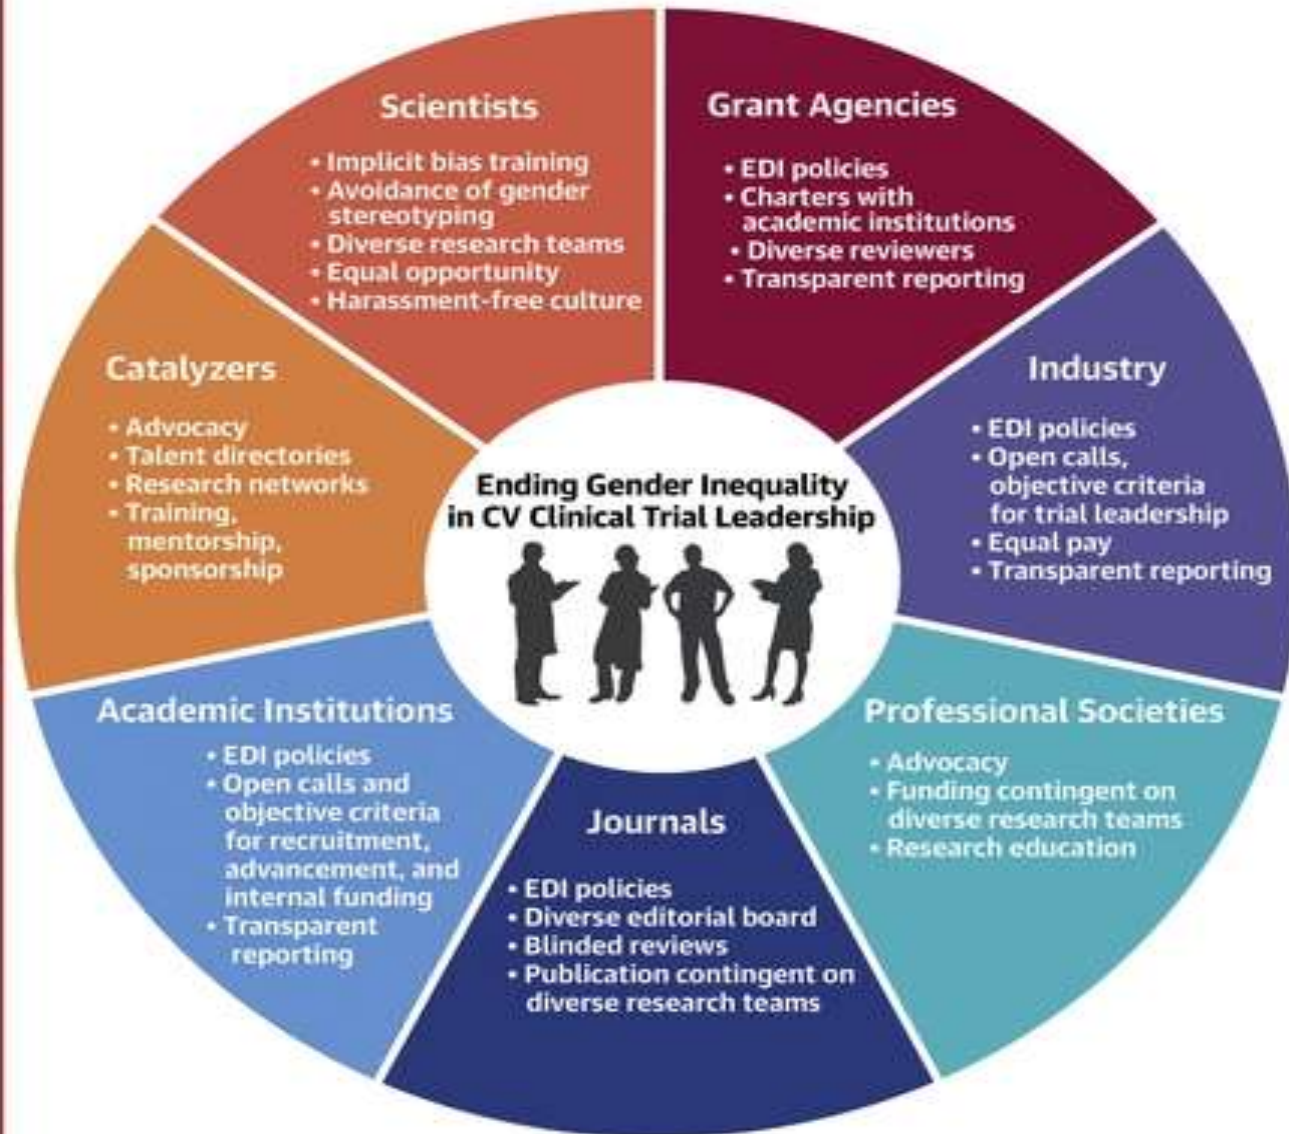 Scientists
• Implicit bias training
• Avoidance of gender
stereotyping
• Diverse research teams
• Equal opportunity
• Harassment-free culture
Grant Agencies
• EDI policies
• Charters with
academic institutions
• Diverse reviewers
• Transparent reporting
Catalyzers
• Advocacy
• Talent directories
• Research networks
• Training,
mentorship,
sponsorship
Industry
• EDI policies
• Open calls,
objective criteria
for trial leadership
• Equal pay
• Transparent reporting
Ending Gender Inequality
in CV Clinical Trial Leadership
Academic Institutions
• EDI policies
• Open calls and
objective criteria
for recruitment,
advancement, and
internal funding
• Transparent
reporting
Journals
• EDI policies
• Diverse editorial board
• Blinded reviews
• Publication contingent on
diverse research teams
Professional Societies
• Advocacy
• Funding contingent on
diverse research teams
• Research education